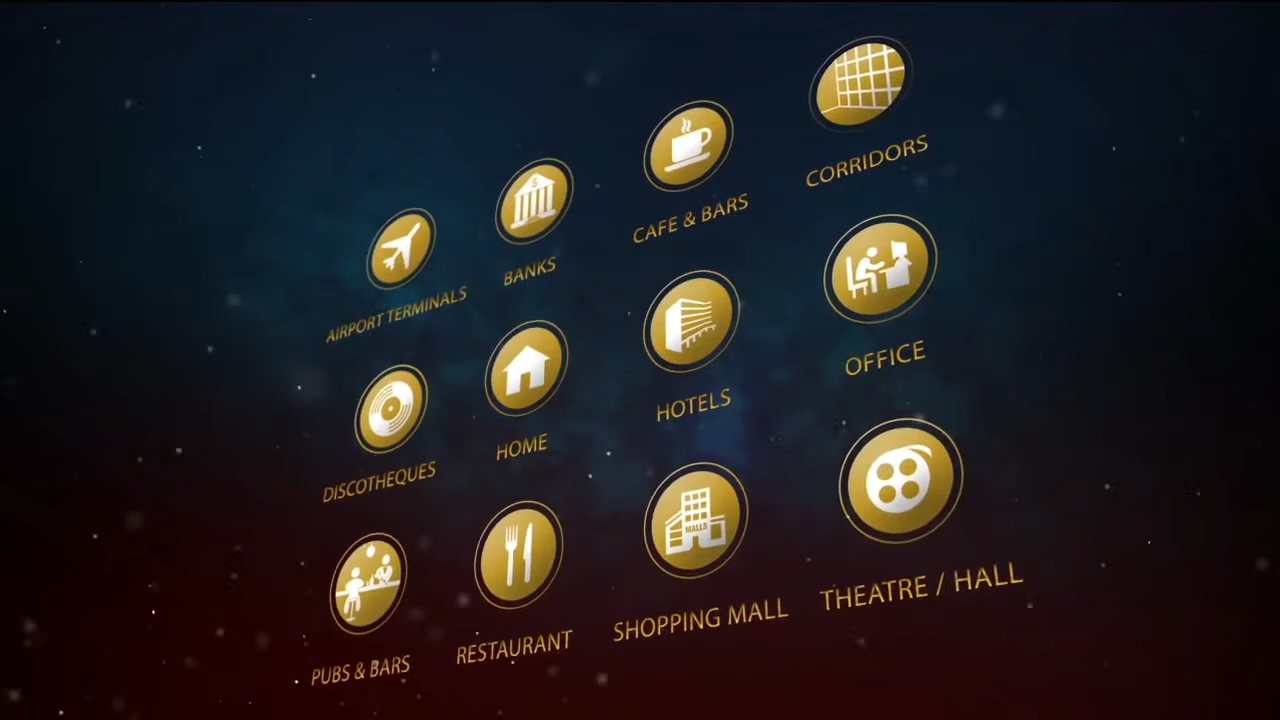 AIRPORT TERMINALS
BANKS
CAFE & BARS
CORRIDORS
DISCOTHEQUES
HOME
HOTELS
OFFICE
PUBS & BARS
RESTAURANT
MALLS
SHOPPING MALL
THEATRE / HALL
$